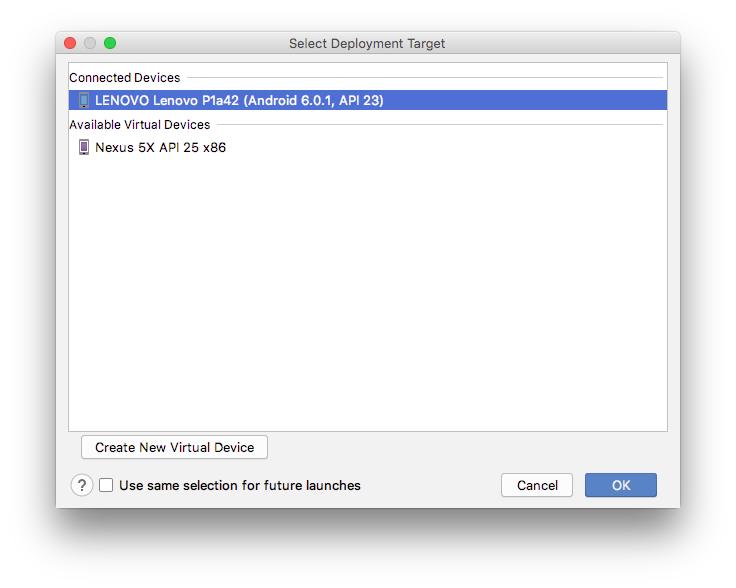 Select Deployment Target
Connected Devices
LENOVO Lenovo P1a42 (Android 6.0.1, API 23)
Available Virtual Devices
Nexus 5X API 25 x86
Create New Virtual Device
? Use same selection for future launches Cancel OK